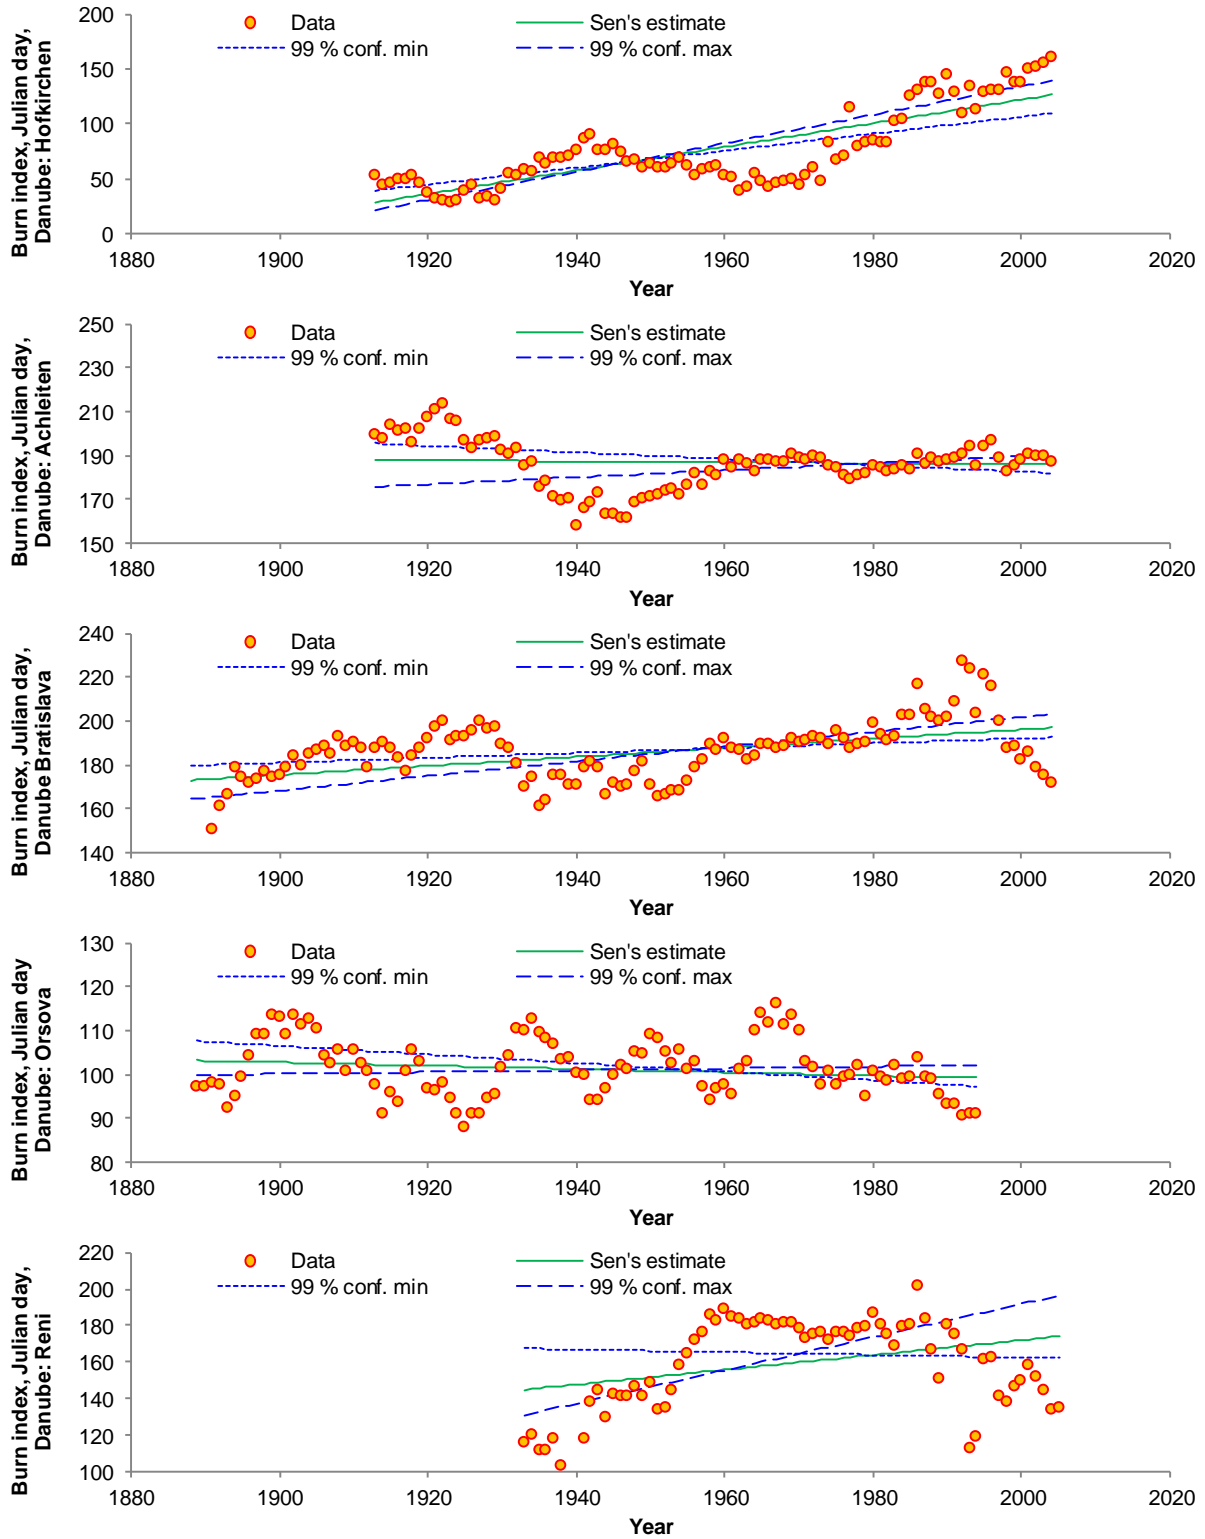 Burn index, Julian day,
Danube: Hofkirchen
200
150
100
50
0
Data
Sen's estimate
99 % conf. min
99 % conf. max
1880 1900 1920 1940 1960 1980 2000 2020
Year
Burn index, Julian day,
Danube: Achleiten
250
230
210
190
170
150
Data
Sen's estimate
99 % conf. min
99 % conf. max
1880 1900 1920 1940 1960 1980 2000 2020
Year
Burn index, Julian day,
Danube Bratislava
240
220
200
180
160
140
Data
Sen's estimate
99 % conf. min
99 % conf. max
1880 1900 1920 1940 1960 1980 2000 2020
Year
Burn index, Julian day
Danube: Orsova
130
120
110
100
90
80
Data
Sen's estimate
99 % conf. min
99 % conf. max
1880 1900 1920 1940 1960 1980 2000 2020
Year
Burn index, Julian day,
Danube: Reni
220
200
180
160
140
120
100
Data
Sen's estimate
99 % conf. min
99 % conf. max
1880 1900 1920 1940 1960 1980 2000 2020
Year